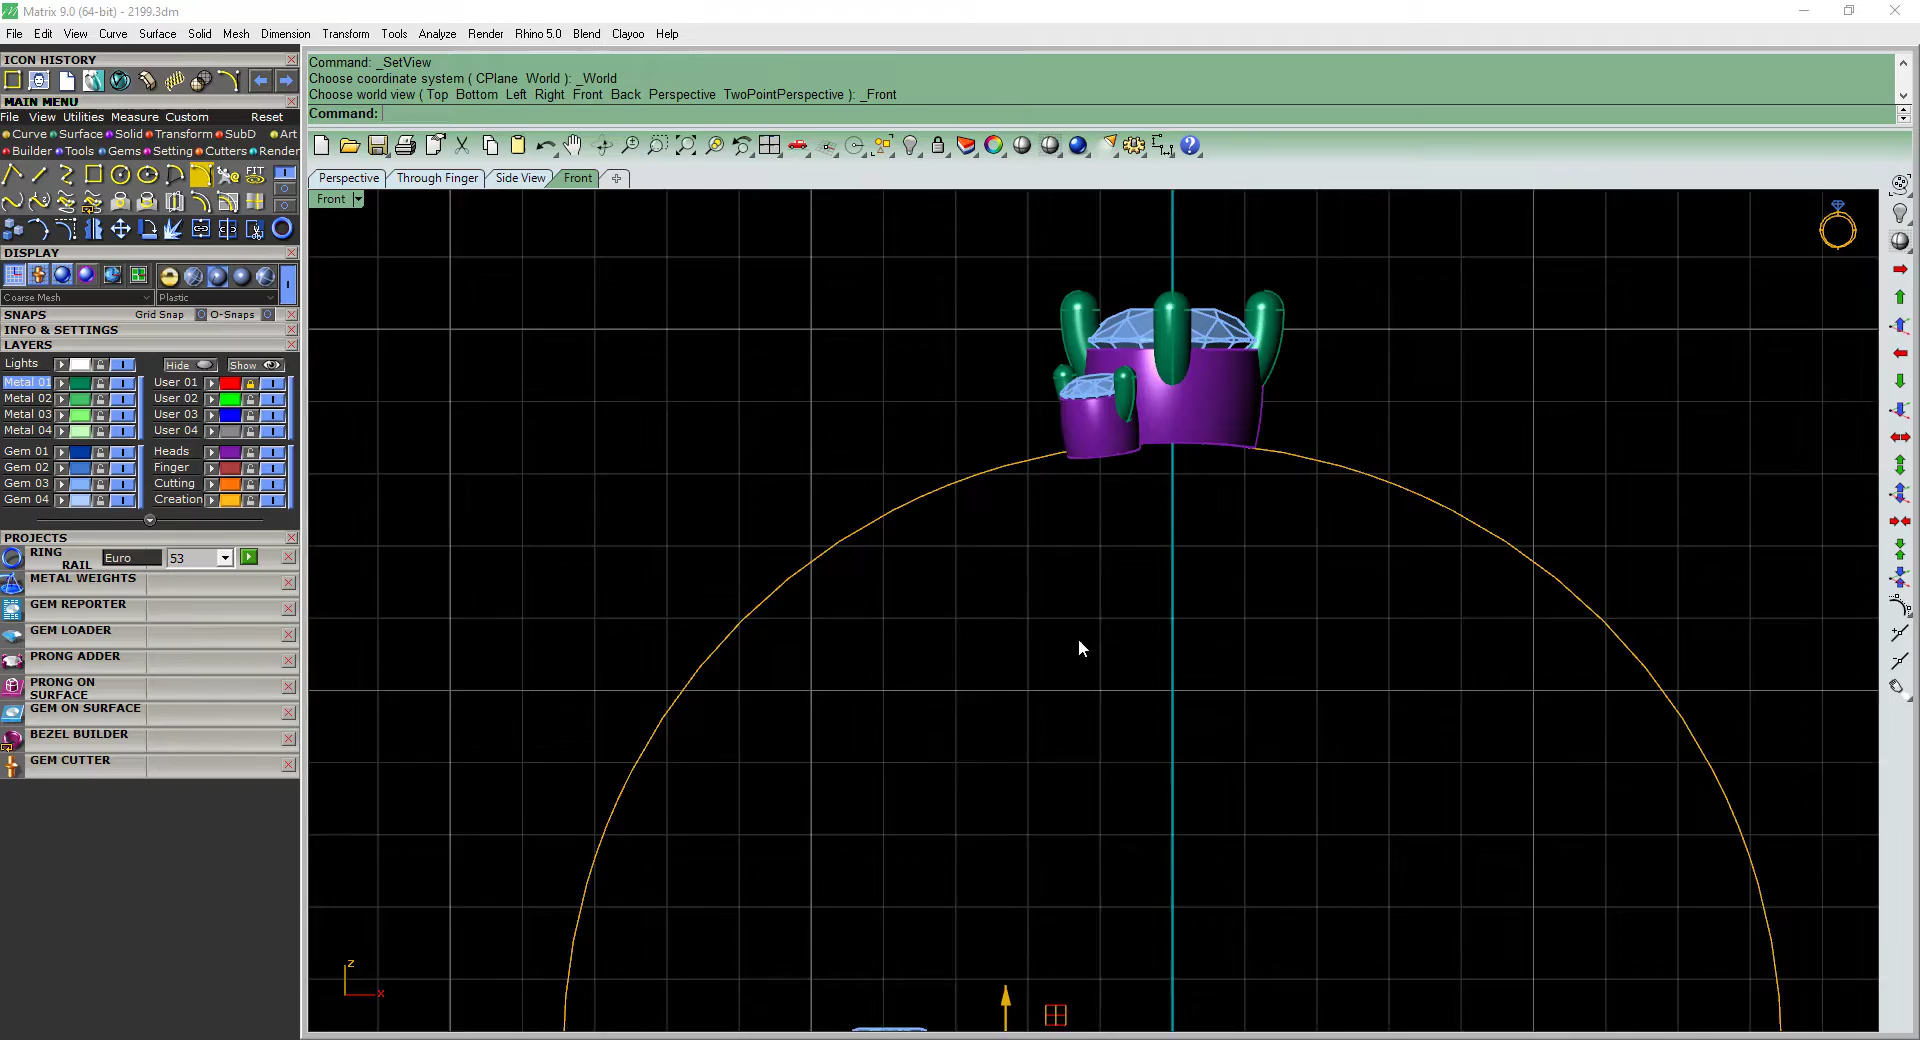 Matrix 9.0 (64-bit) - 2199.3dm
File Edit View Curve Surface Solid Mesh Dimension Transform Tools Analyze Render Rhino 5.0 Blend Clayoo Help
ICON HISTORY
MAIN MENU
File View Utilities Measure Custom Reset
Curve Surface Solid Transform SubD Art
Builder Tools Gems Setting Cutters Render
FIT
DISPLAY
Coarse Mesh Plastic
SNAPS Grid Snap O-Snaps
INFO & SETTINGS
LAYERS
Lights Hide Show
Metal 01 User 01
Metal 02 User 02
Metal 03 User 03
Metal 04 User 04
Gem 01 Heads
Gem 02 Finger
Gem 03 Cutting
Gem 04 Creation
PROJECTS
RING RAIL Euro 53
METAL WEIGHTS
GEM REPORTER
GEM LOADER
PRONG ADDER
PRONG ON SURFACE
GEM ON SURFACE
BEZEL BUILDER
GEM CUTTER
Command: _SetView
Choose coordinate system ( CPlane World ): _World
Choose world view ( Top Bottom Left Right Front Back Perspective TwoPointPerspective ): _Front
Command:
Perspective Through Finger Side View Front
Front
z
x